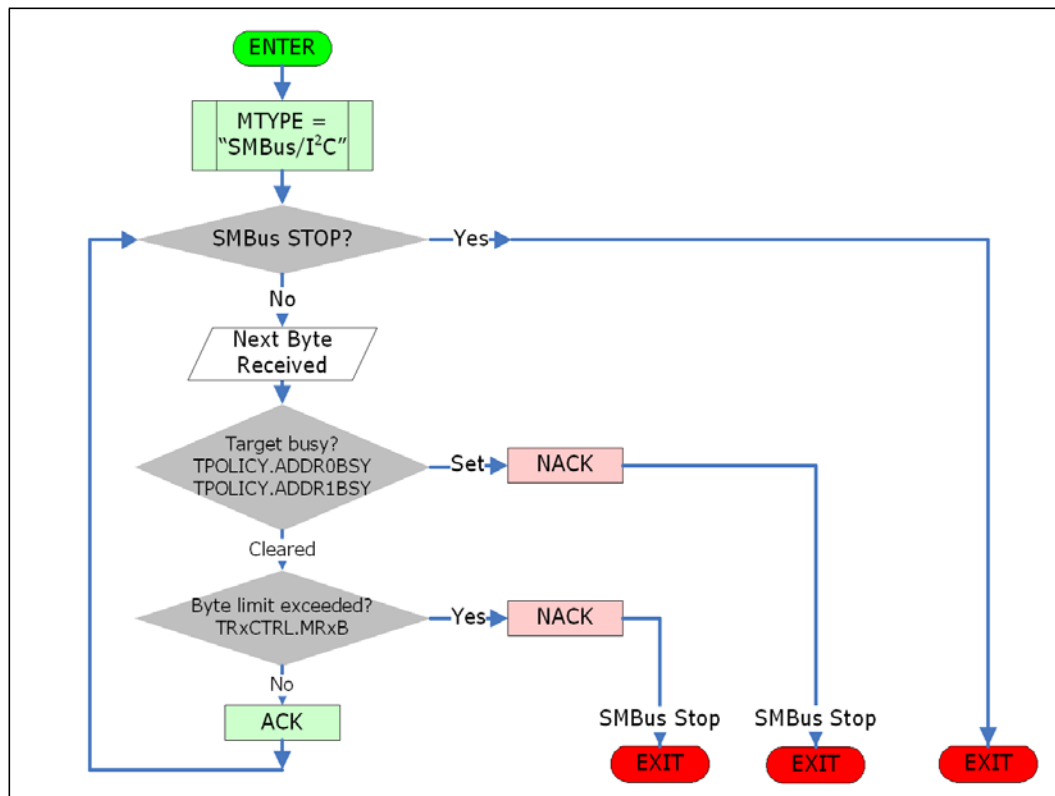 ENTER
MTYPE =
“SMBus/I²C”
SMBus STOP?
Yes
No
Next Byte
Received
Target busy?
TPOLICY.ADDR0BSY
TPOLICY.ADDR1BSY
Set
NACK
Cleared
Byte limit exceeded?
TRxCTRL.MRxB
Yes
NACK
No
ACK
SMBus Stop
SMBus Stop
EXIT
EXIT
EXIT